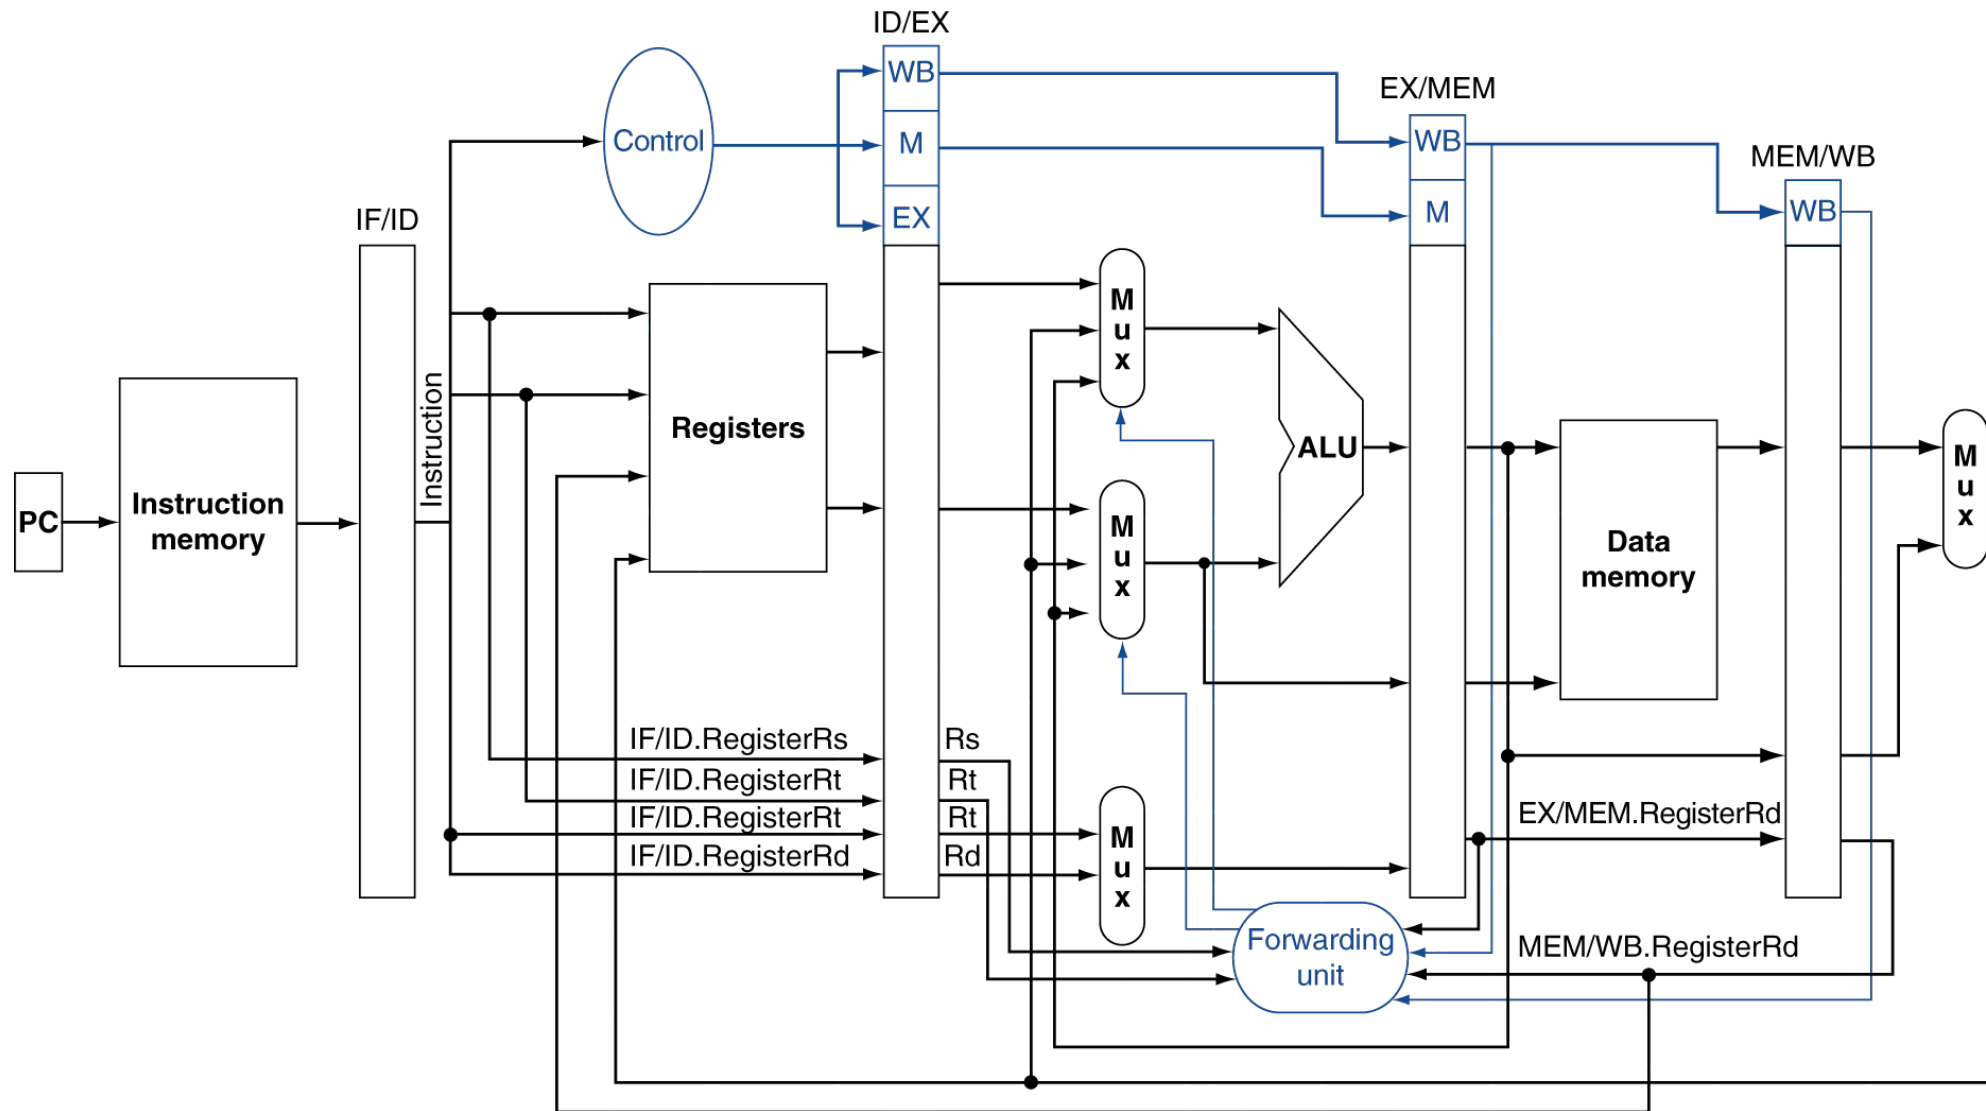 ID/EX
WB
EX/MEM
Control
M
WB
MEM/WB
IF/ID
EX
M
WB
M
u
x
Instruction
Registers
ALU
M
u
x
PC
Instruction
memory
M
u
x
Data
memory
IF/ID.RegisterRs
Rs
IF/ID.RegisterRt
Rt
IF/ID.RegisterRt
Rt
IF/ID.RegisterRd
Rd
M
u
x
EX/MEM.RegisterRd
Forwarding
unit
MEM/WB.RegisterRd